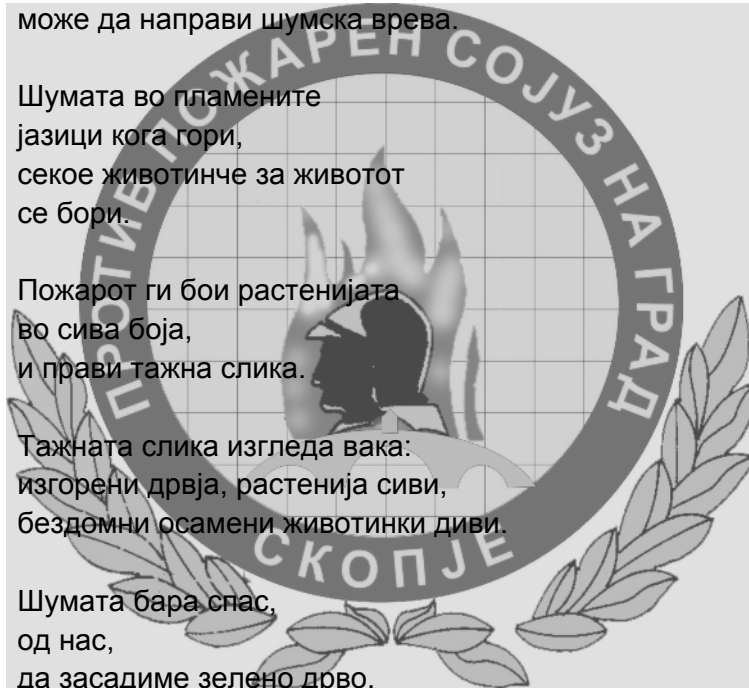 може да направи шумска врева.
Шумата во пламените
јазици кога гори,
секое животинче за животот
се бори.
Пожарот ги бои растенијата
во сива боја,
и прави тажна слика.
Тажната слика изгледа вака:
изгорени дрвја, растенија сиви,
бездомни осамени животинки диви.
Шумата бара спас,
од нас,
да засадиме зелено дрво,
ПРОТИВ ПОЖАРЕН СОЈУЗ НА ГРАД
СКОПЈЕ